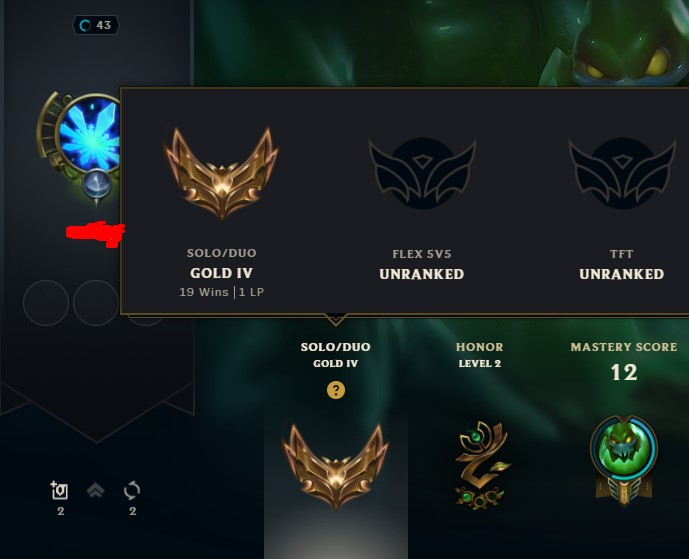 43
SOLO/DUO
GOLD IV
19 Wins | 1 LP
FLEX 5V5
UNRANKED
TFT
UNRANKED
SOLO/DUO
GOLD IV
?
HONOR
LEVEL 2
MASTERY SCORE
12
2
2